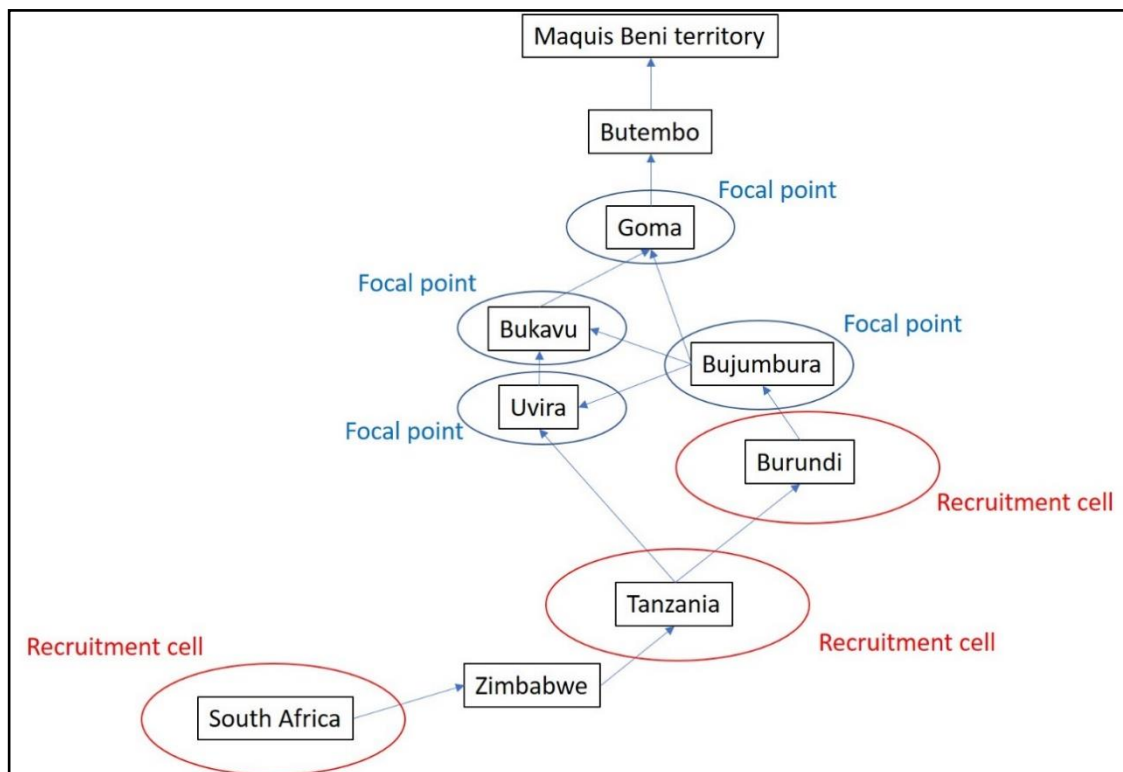 Maquis Beni territory
Butembo
Focal point
Goma
Focal point
Bukavu
Focal point
Bujumbura
Uvira
Focal point
Burundi
Recruitment cell
Tanzania
Recruitment cell
Recruitment cell
Zimbabwe
South Africa